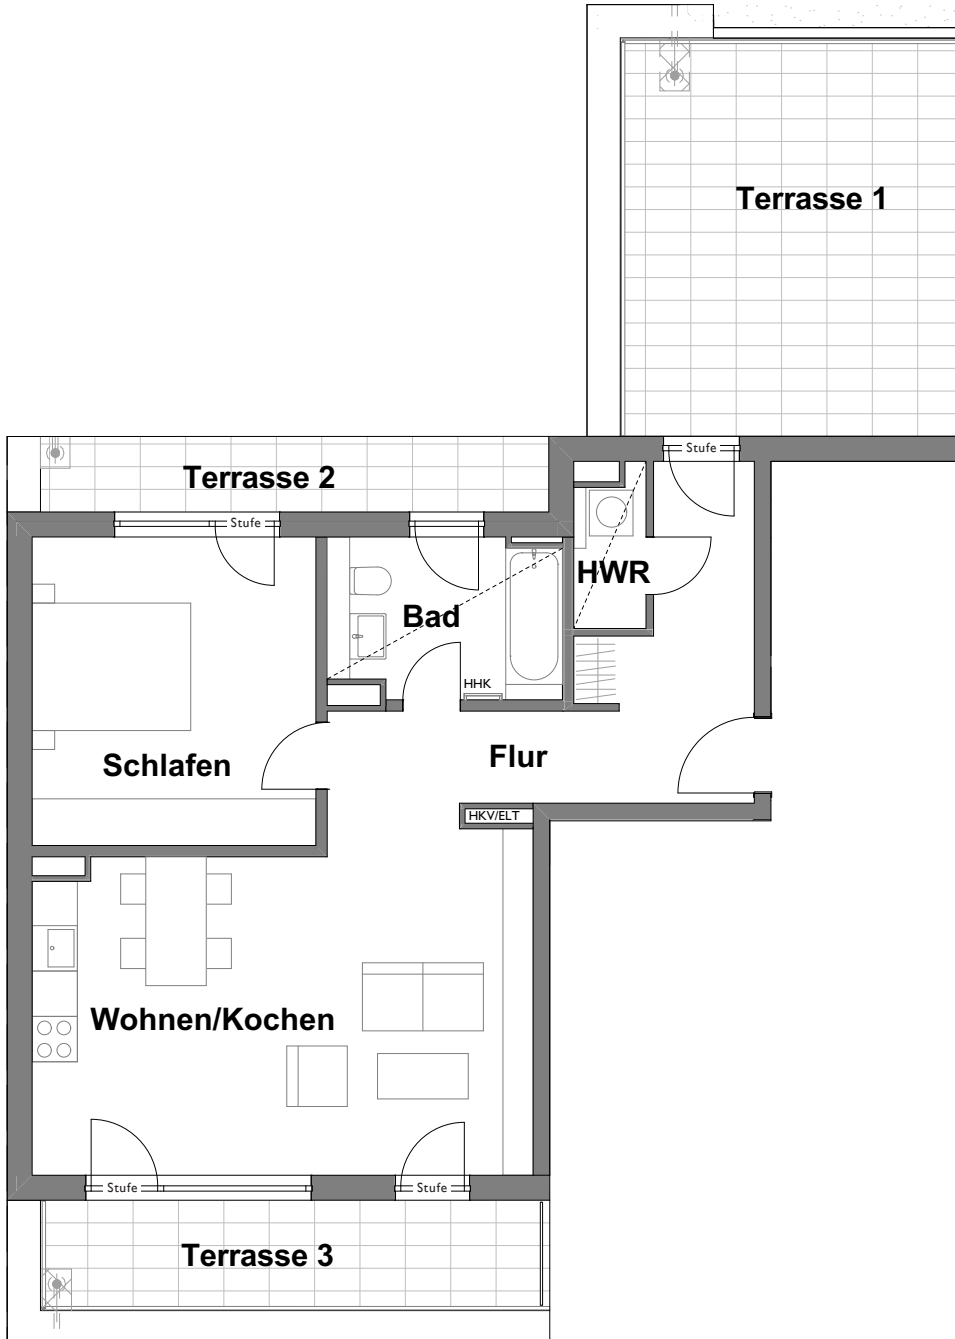 Terrasse 1
Stufe
Terrasse 2
Stufe
HWR
Bad
HHK
Schlafen
Flur
HKV/ELT
Wohnen/Kochen
Stufe
Stufe
Terrasse 3